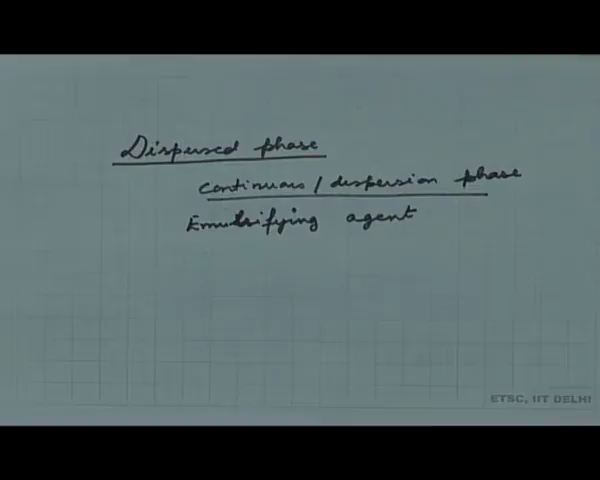 Dispersed phase
Continuous / dispersion phase
Emulsifying agent
ETSC, IIT DELHI